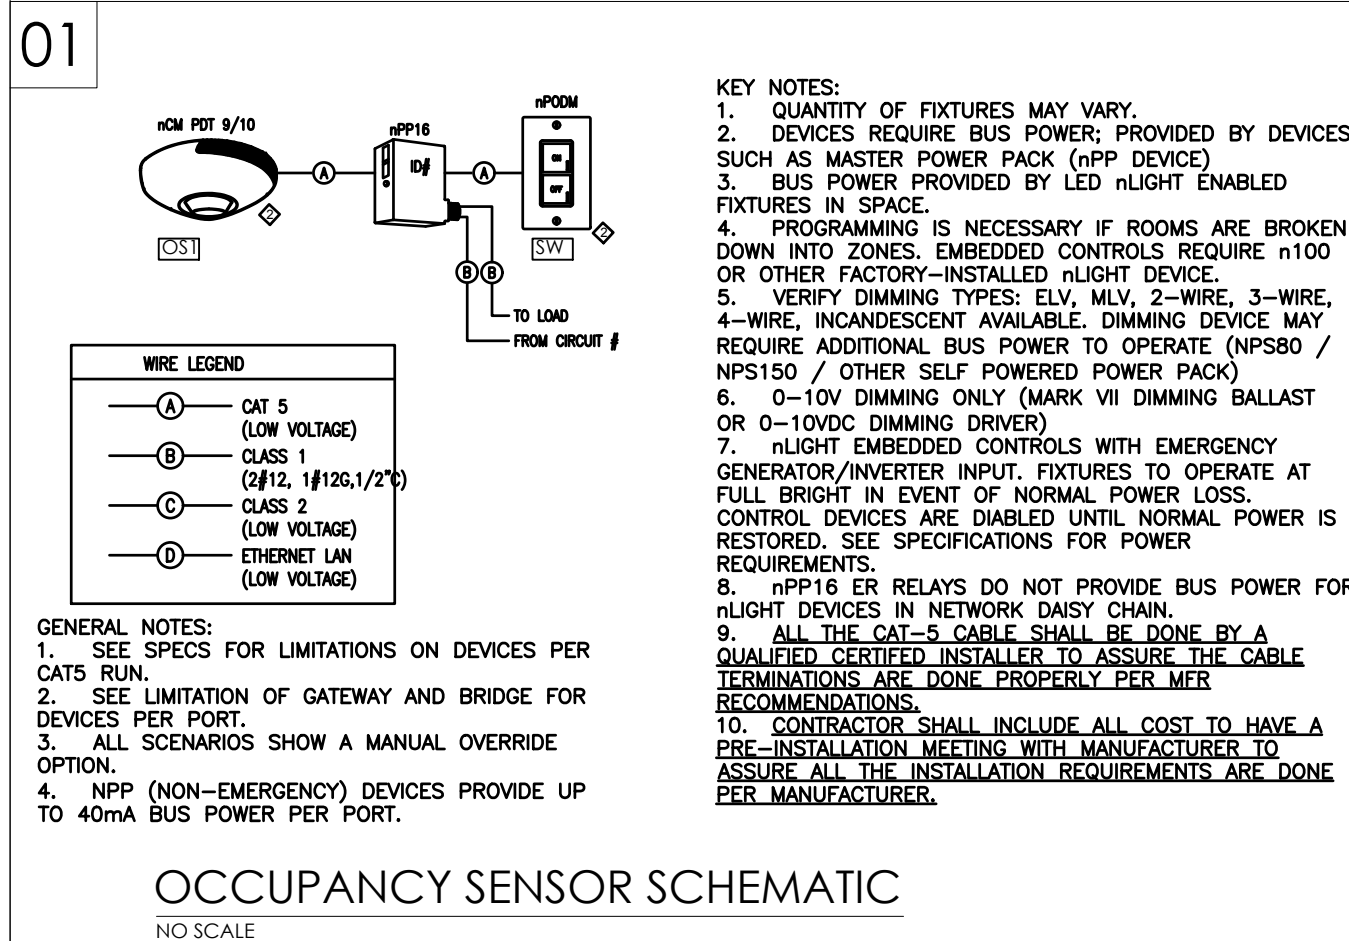 01
nCM PDT 9/10
nPP16
nPODM
ID#
ON
OFF
A
A
2
2
OS1
SW
B B
TO LOAD
FROM CIRCUIT #
WIRE LEGEND
A CAT 5
(LOW VOLTAGE)
B CLASS 1
(2#12, 1#12G,1/2"C)
C CLASS 2
(LOW VOLTAGE)
D ETHERNET LAN
(LOW VOLTAGE)
GENERAL NOTES:
1. SEE SPECS FOR LIMITATIONS ON DEVICES PER
CAT5 RUN.
2. SEE LIMITATION OF GATEWAY AND BRIDGE FOR
DEVICES PER PORT.
3. ALL SCENARIOS SHOW A MANUAL OVERRIDE
OPTION.
4. NPP (NON-EMERGENCY) DEVICES PROVIDE UP
TO 40mA BUS POWER PER PORT.
KEY NOTES:
1. QUANTITY OF FIXTURES MAY VARY.
2. DEVICES REQUIRE BUS POWER; PROVIDED BY DEVICES
SUCH AS MASTER POWER PACK (nPP DEVICE)
3. BUS POWER PROVIDED BY LED nLIGHT ENABLED
FIXTURES IN SPACE.
4. PROGRAMMING IS NECESSARY IF ROOMS ARE BROKEN
DOWN INTO ZONES. EMBEDDED CONTROLS REQUIRE n100
OR OTHER FACTORY-INSTALLED nLIGHT DEVICE.
5. VERIFY DIMMING TYPES: ELV, MLV, 2-WIRE, 3-WIRE,
4-WIRE, INCANDESCENT AVAILABLE. DIMMING DEVICE MAY
REQUIRE ADDITIONAL BUS POWER TO OPERATE (NPS80 /
NPS150 / OTHER SELF POWERED POWER PACK)
6. 0-10V DIMMING ONLY (MARK VII DIMMING BALLAST
OR 0-10VDC DIMMING DRIVER)
7. nLIGHT EMBEDDED CONTROLS WITH EMERGENCY
GENERATOR/INVERTER INPUT. FIXTURES TO OPERATE AT
FULL BRIGHT IN EVENT OF NORMAL POWER LOSS.
CONTROL DEVICES ARE DIABLED UNTIL NORMAL POWER IS
RESTORED. SEE SPECIFICATIONS FOR POWER
REQUIREMENTS.
8. nPP16 ER RELAYS DO NOT PROVIDE BUS POWER FOR
nLIGHT DEVICES IN NETWORK DAISY CHAIN.
9. ALL THE CAT-5 CABLE SHALL BE DONE BY A
QUALIFIED CERTIFED INSTALLER TO ASSURE THE CABLE
TERMINATIONS ARE DONE PROPERLY PER MFR
RECOMMENDATIONS.
10. CONTRACTOR SHALL INCLUDE ALL COST TO HAVE A
PRE-INSTALLATION MEETING WITH MANUFACTURER TO
ASSURE ALL THE INSTALLATION REQUIREMENTS ARE DONE
PER MANUFACTURER.
OCCUPANCY SENSOR SCHEMATIC
NO SCALE